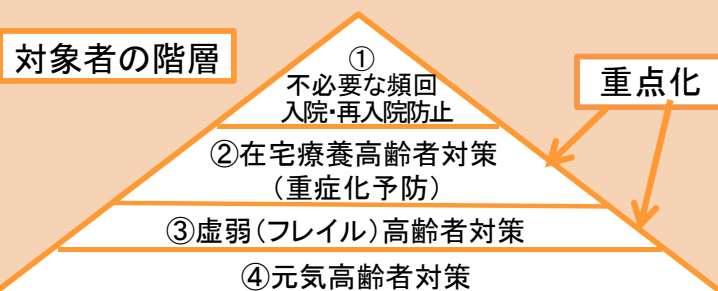 対象者の階層
①
不必要な頻回
入院・再入院防止
重点化
②在宅療養高齢者対策
（重症化予防）
③虚弱（フレイル）高齢者対策
④元気高齢者対策